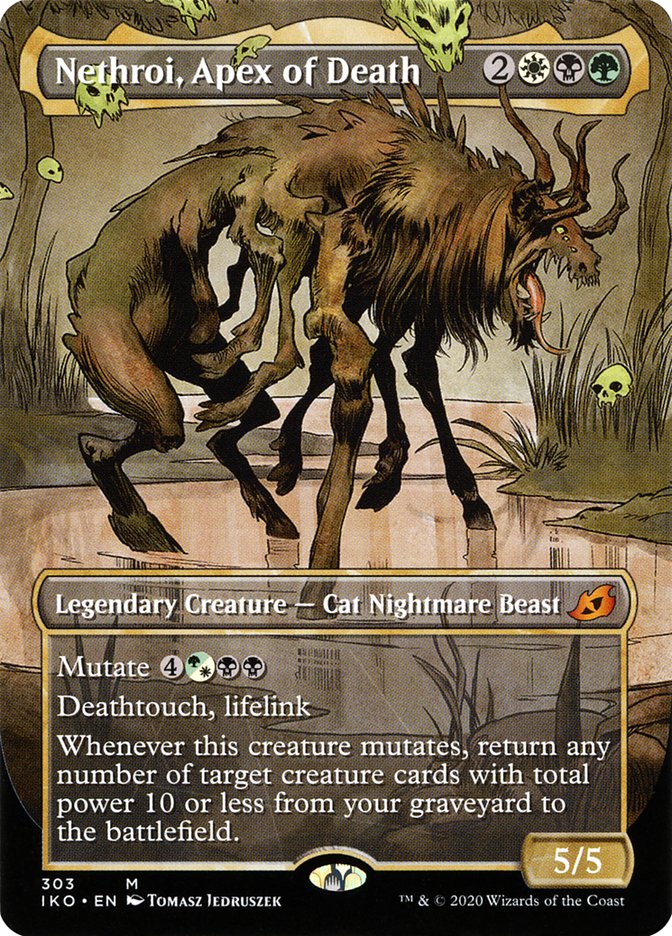 Nethroi, Apex of Death 2
Legendary Creature — Cat Nightmare Beast
Mutate 4
Deathtouch, lifelink
Whenever this creature mutates, return any
number of target creature cards with total
power 10 or less from your graveyard to
the battlefield.
5/5
303 M
IKO • EN Tomasz Jedruszek
™ & © 2020 Wizards of the Coast